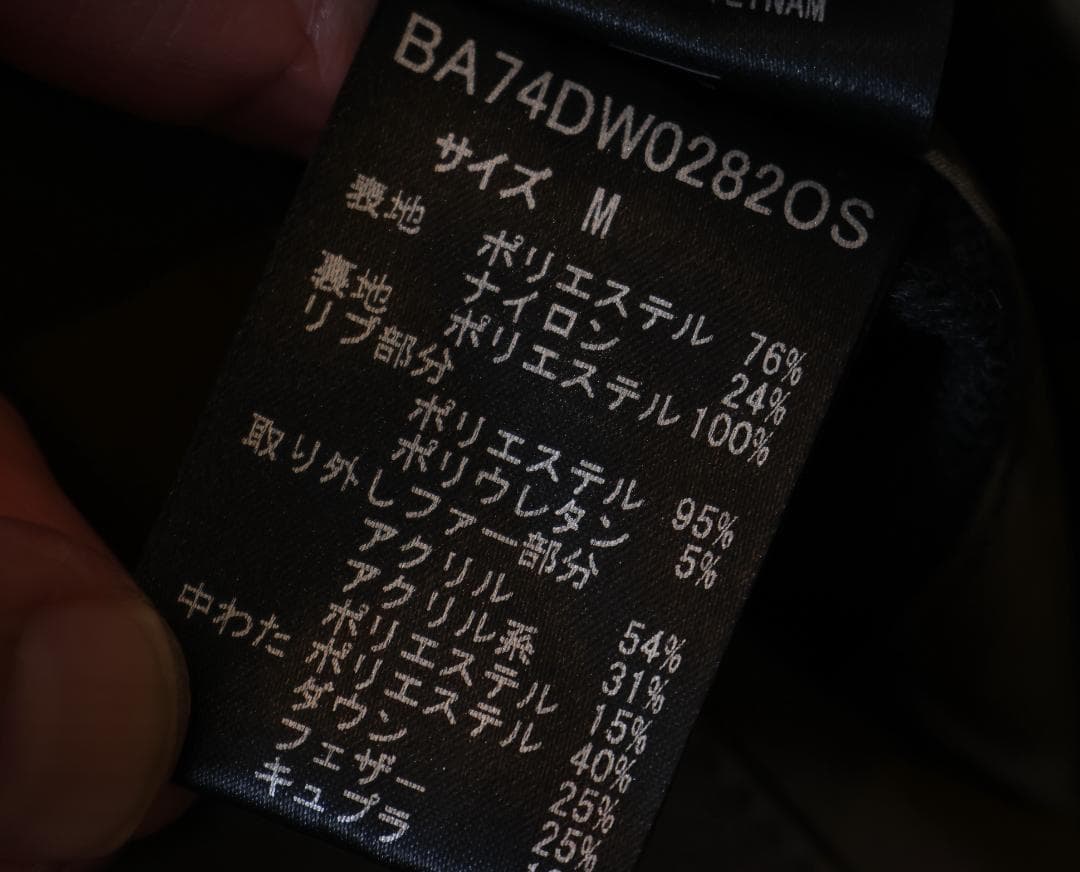 VIETNAM
BA74DW0282OS
サイズ M
表地 ポリエステル 76%
ナイロン 24%
裏地 ポリエステル 100%
リブ部分
ポリエステル 95%
ポリウレタン 5%
取り外しファー部分
アクリル 54%
アクリル系 31%
ポリエステル 15%
中わた ポリエステル 40%
ダウン 25%
フェザー 25%
キュプラ